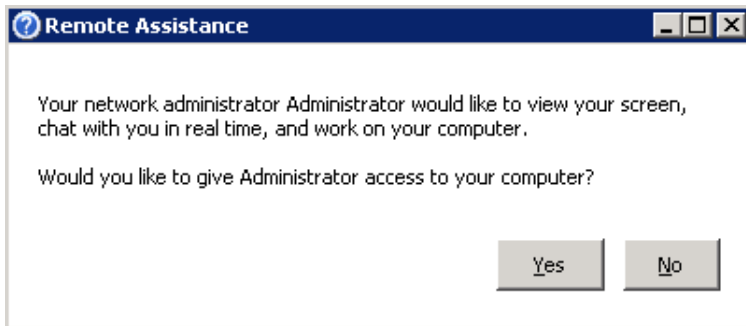 Remote Assistance
Your network administrator Administrator would like to view your screen,
chat with you in real time, and work on your computer.
Would you like to give Administrator access to your computer?
Yes No